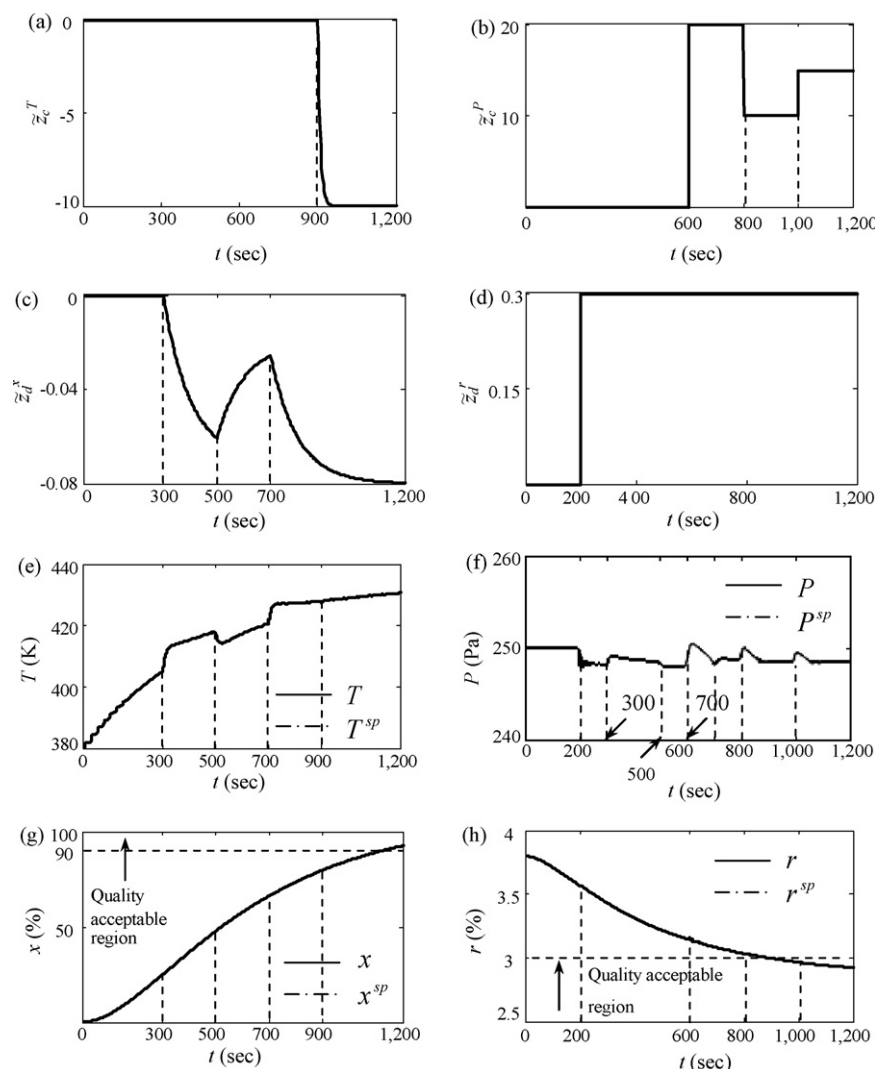 (a)
0
-5
-10
z̃_c^T
0 300 600 900 1,200
t (sec)
(b)
20
10
z̃_c^P
0 600 800 1,00 1,200
t (sec)
(c)
0
-0.04
-0.08
z̃_d^x
0 300 500 700 1,200
t (sec)
(d)
0.3
0.15
z̃_d^r
0 200 4 00 800 1,200
t (sec)
(e)
440
420
400
380
T (K)
T
T^sp
0 300 500 700 900 1,200
t (sec)
(f)
260
250
240
P (Pa)
P
P^sp
300
700
500
0 200 600 800 1,000 1,200
t (sec)
(g)
100
90
50
x (%)
Quality
acceptable
region
x
x^sp
0 300 500 700 900 1,200
t (sec)
(h)
4
3.5
3
2.5
r (%)
r
r^sp
Quality acceptable
region
0 200 600 800 1,000 1,200
t (sec)